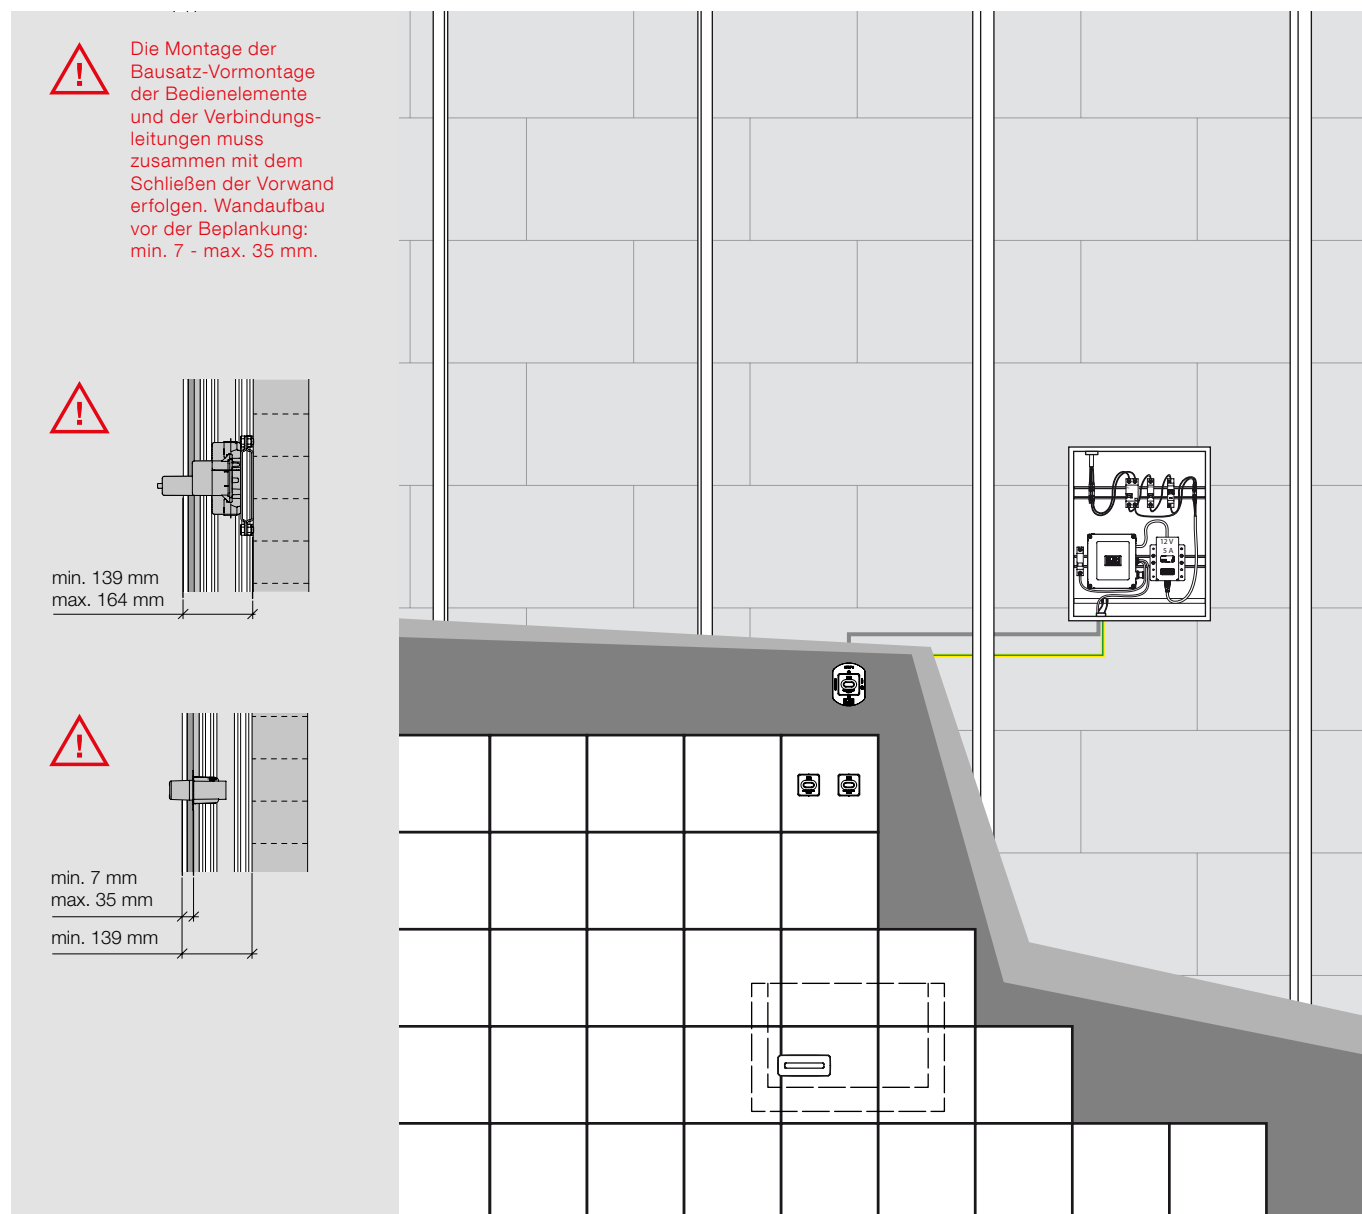 Die Montage der
Bausatz-Vormontage
der Bedienelemente
und der Verbindungs-
leitungen muss
zusammen mit dem
Schließen der Vorwand
erfolgen. Wandaufbau
vor der Beplankung:
min. 7 - max. 35 mm.
min. 139 mm
max. 164 mm
min. 7 mm
max. 35 mm
min. 139 mm
12 V
5 A